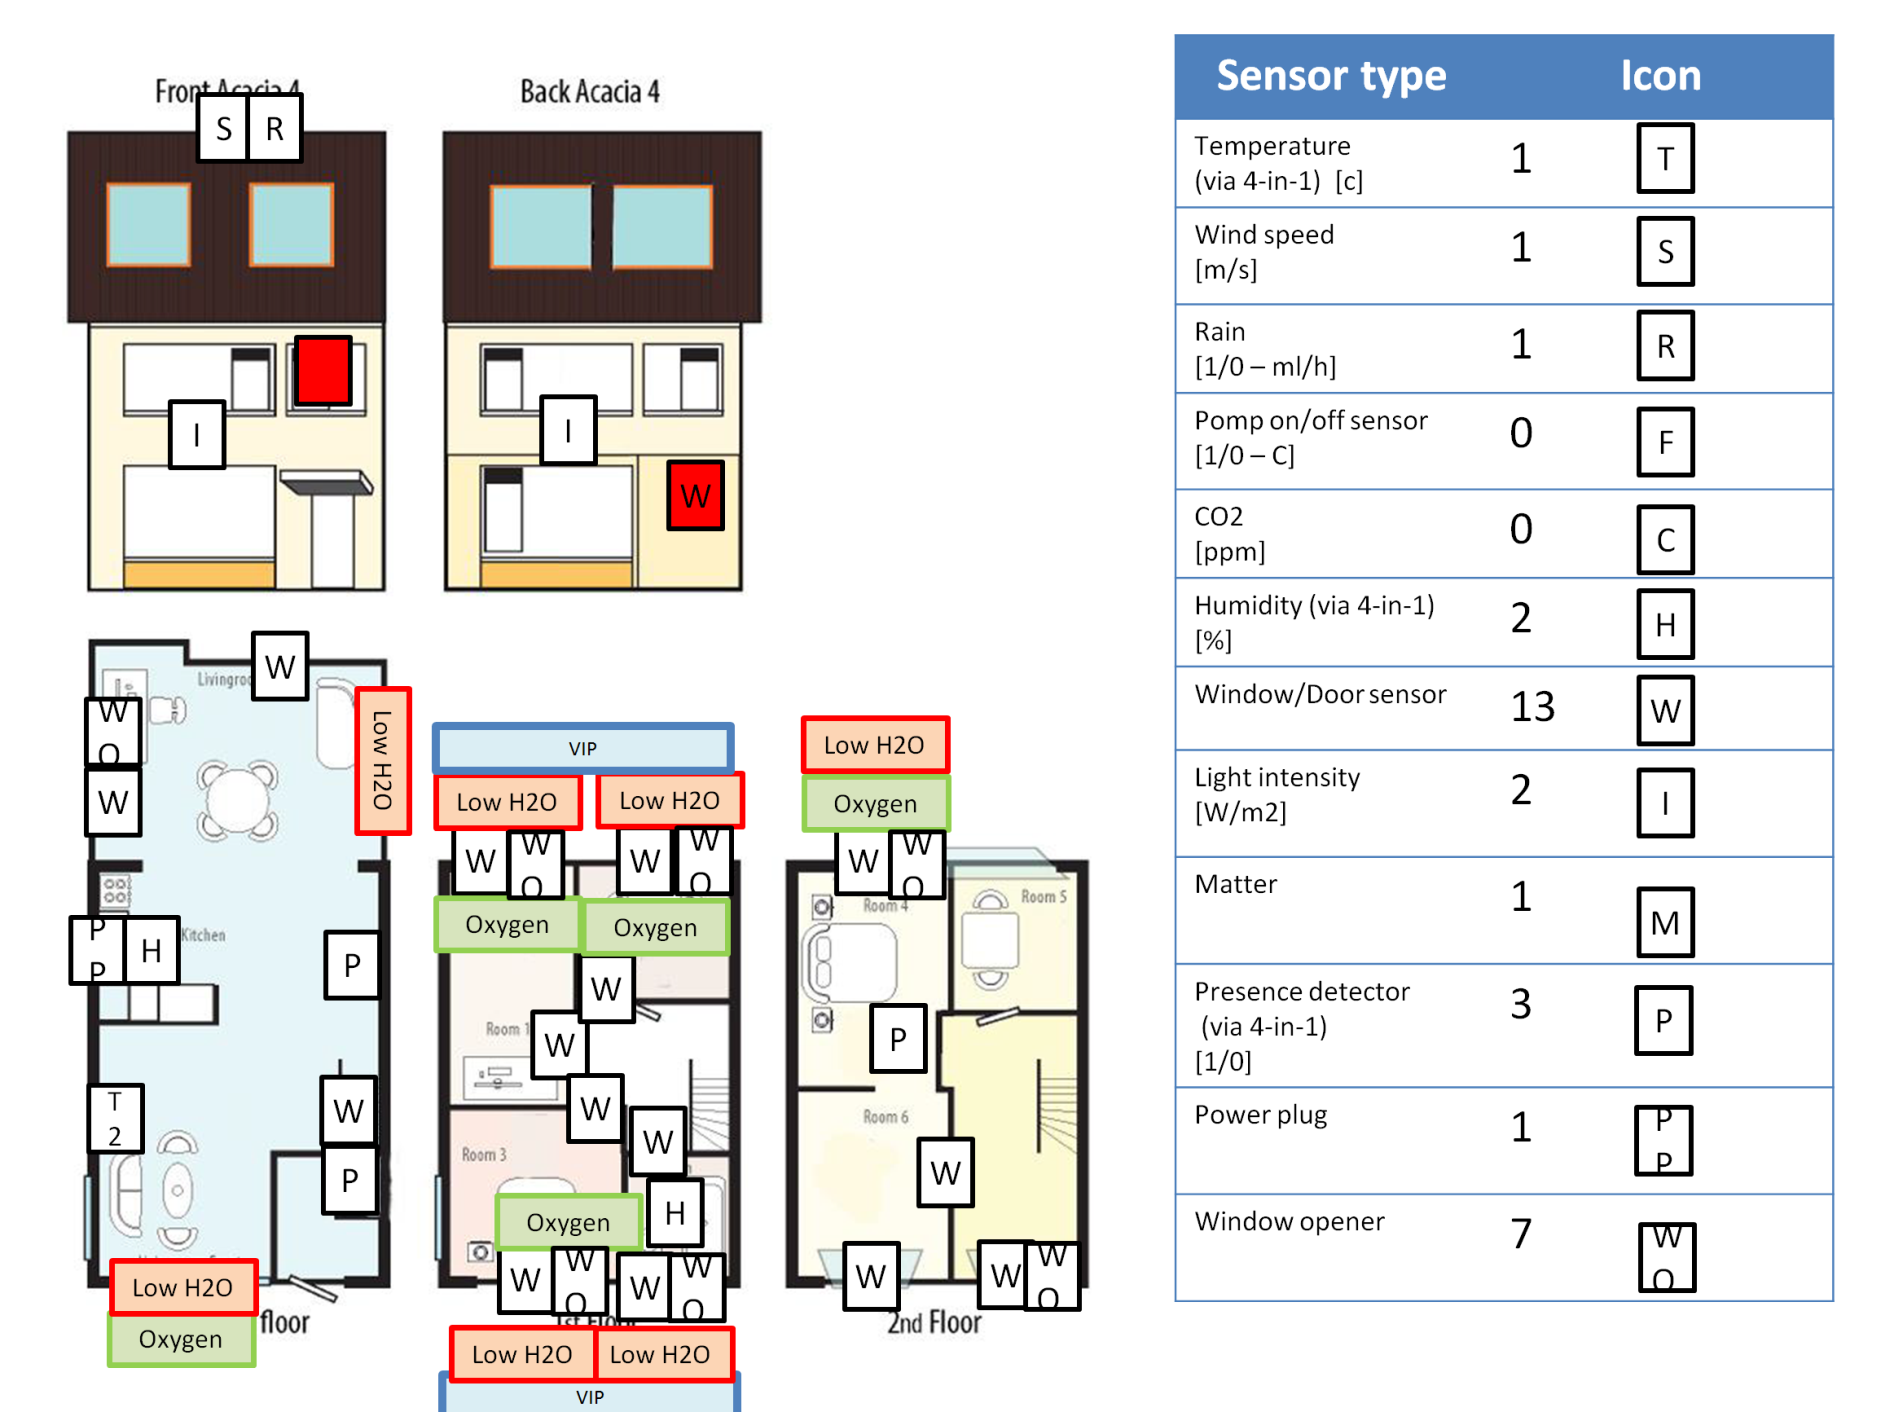 Front Acacia 4
S R
I
Back Acacia 4
I
W
W
Livingroo
W
O
W
Low H2O
P
P
H
Kitchen
P
T
2
W
P
Low H2O
Oxygen
floor
VIP
Low H2O
Low H2O
W
W
O
W
W
O
Oxygen
Oxygen
W
Room 1
W
W
W
Room 3
H
Oxygen
W
W
O
W
W
O
1st Floor
Low H2O
Low H2O
VIP
Low H2O
Oxygen
W
W
O
Room 4
Room 5
P
Room 6
W
W
W
W
O
2nd Floor
Sensor type Icon
Temperature
(via 4-in-1) [c]
1
T
Wind speed
[m/s]
1
S
Rain
[1/0 – ml/h]
1
R
Pomp on/off sensor
[1/0 – C]
0
F
CO2
[ppm]
0
C
Humidity (via 4-in-1)
[%]
2
H
Window/Door sensor
13
W
Light intensity
[W/m2]
2
I
Matter
1
M
Presence detector
(via 4-in-1)
[1/0]
3
P
Power plug
1
P
P
Window opener
7
W
O